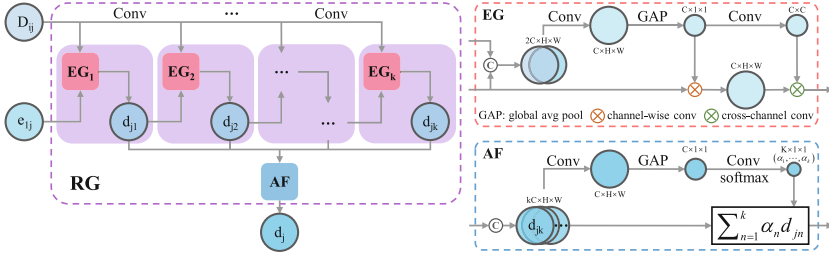 D_ij
Conv
...
Conv
EG_1
EG_2
...
EG_k
e_1j
d_j1
d_j2
...
d_jk
RG
AF
d_j
EG
2C×H×W
Conv
C×H×W
GAP
C×1×1
Conv
C×C
C
C×H×W
GAP: global avg pool
channel-wise conv
cross-channel conv
AF
kC×H×W
Conv
C×H×W
GAP
C×1×1
Conv
softmax
K×1×1
(α_1,⋯,α_k)
C
d_jk
...
∑_{n=1}^{k} α_n d_jn